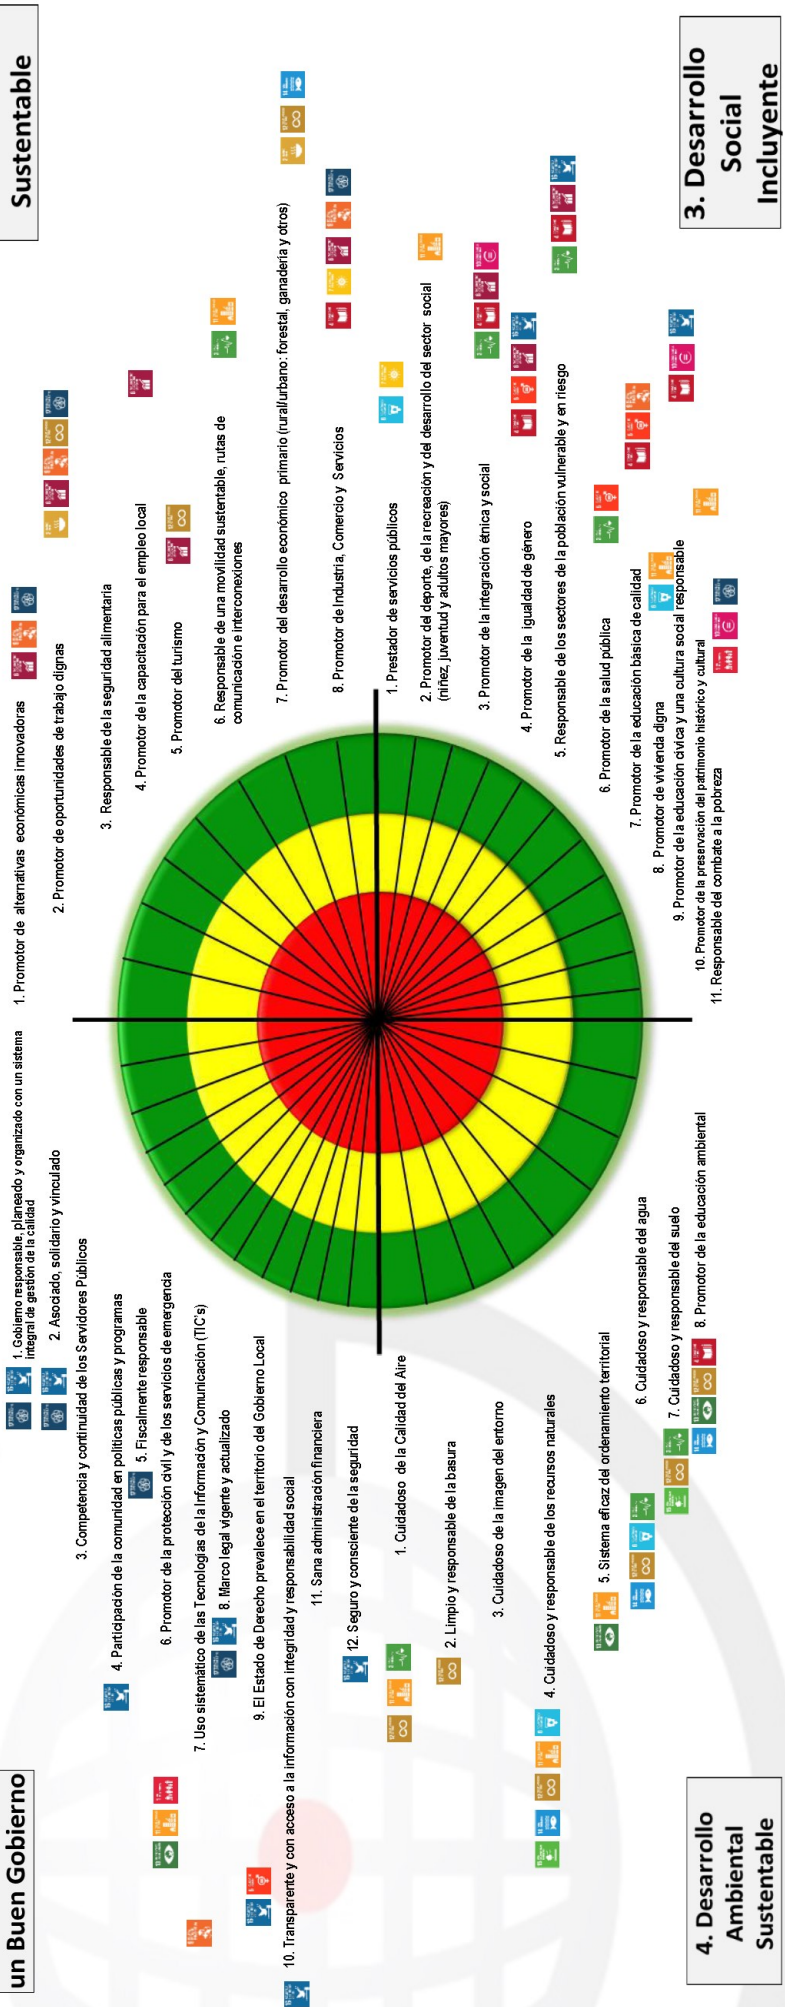 un Buen Gobierno
1. Gobierno responsable, planeado y organizado con un sistema
integral de gestión de la calidad
2. Asociado, solidario y vinculado
3. Competencia y continuidad de los Servidores Públicos
4. Participación de la comunidad en políticas públicas y programas
5. Fiscalmente responsable
6. Promotor de la protección civil y de los servicios de emergencia
7. Uso sistemático de las Tecnologías de la Información y Comunicación (TIC's)
8. Marco legal vigente y actualizado
9. El Estado de Derecho prevalece en el territorio del Gobierno Local
10. Transparente y con acceso a la información con integridad y responsabilidad social
11. Sana administración financiera
12. Seguro y consciente de la seguridad
Sustentable
1. Promotor de alternativas económicas innovadoras
2. Promotor de oportunidades de trabajo dignas
3. Responsable de la seguridad alimentaria
4. Promotor de la capacitación para el empleo local
5. Promotor del turismo
6. Responsable de una movilidad sustentable, rutas de
comunicación e interconexiones
7. Promotor del desarrollo económico primario (rural/urbano: forestal, ganadería y otros)
8. Promotor de Industria, Comercio y Servicios
1. Prestador de servicios públicos
2. Promotor del deporte, de la recreación y del desarrollo del sector social
(niñez, juventud y adultos mayores)
3. Promotor de la integración étnica y social
4. Promotor de la igualdad de género
5. Responsable de los sectores de la población vulnerable y en riesgo
6. Promotor de la salud pública
7. Promotor de la educación básica de calidad
8. Promotor de vivienda digna
9. Promotor de la educación cívica y una cultura social responsable
10. Promotor de la preservación del patrimonio histórico y cultural
11. Responsable del combate a la pobreza
3. Desarrollo
Social
Incluyente
1. Cuidadoso de la Calidad del Aire
2. Limpio y responsable de la basura
3. Cuidadoso de la imagen del entorno
4. Cuidadoso y responsable de los recursos naturales
5. Sistema eficaz del ordenamiento territorial
6. Cuidadoso y responsable del agua
7. Cuidadoso y responsable del suelo
8. Promotor de la educación ambiental
4. Desarrollo
Ambiental
Sustentable